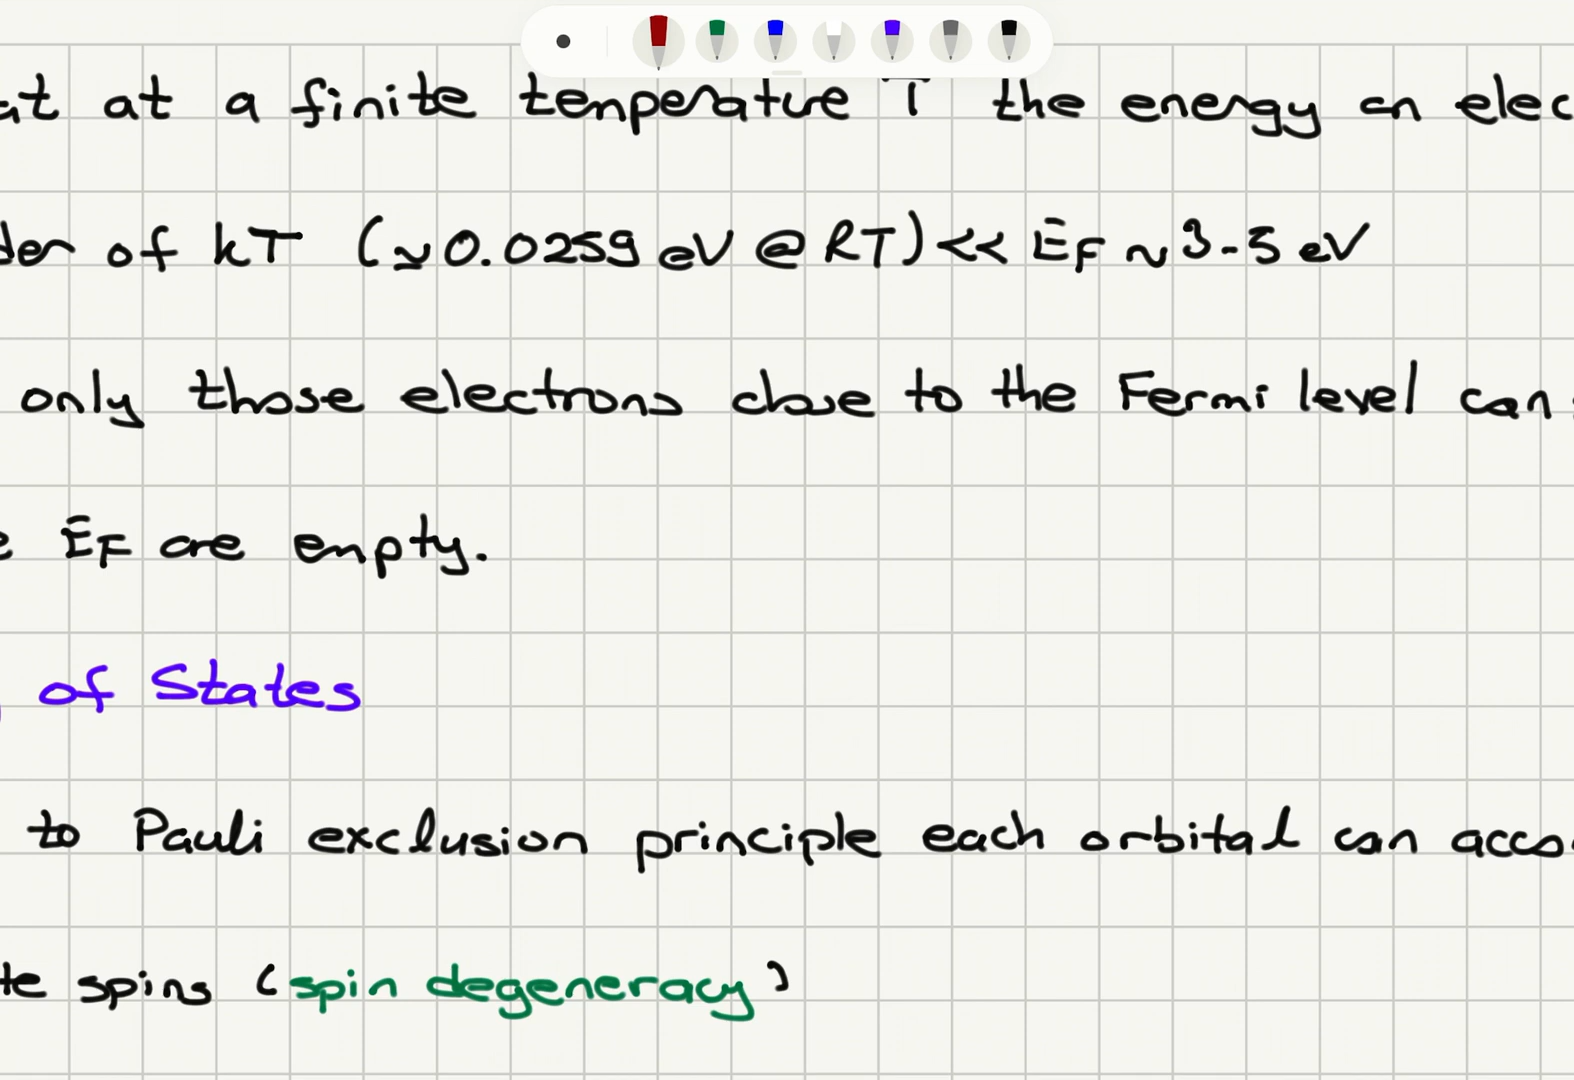 at at a finite tenperature T the energy an elec
der of kT (≈0.0259 eV @ RT) << EF ~ 3-5 eV
only those electrons close to the Fermi level can
EF are empty.
of States
to Pauli exclusion principle each orbital can acco
te spins (spin degeneracy)